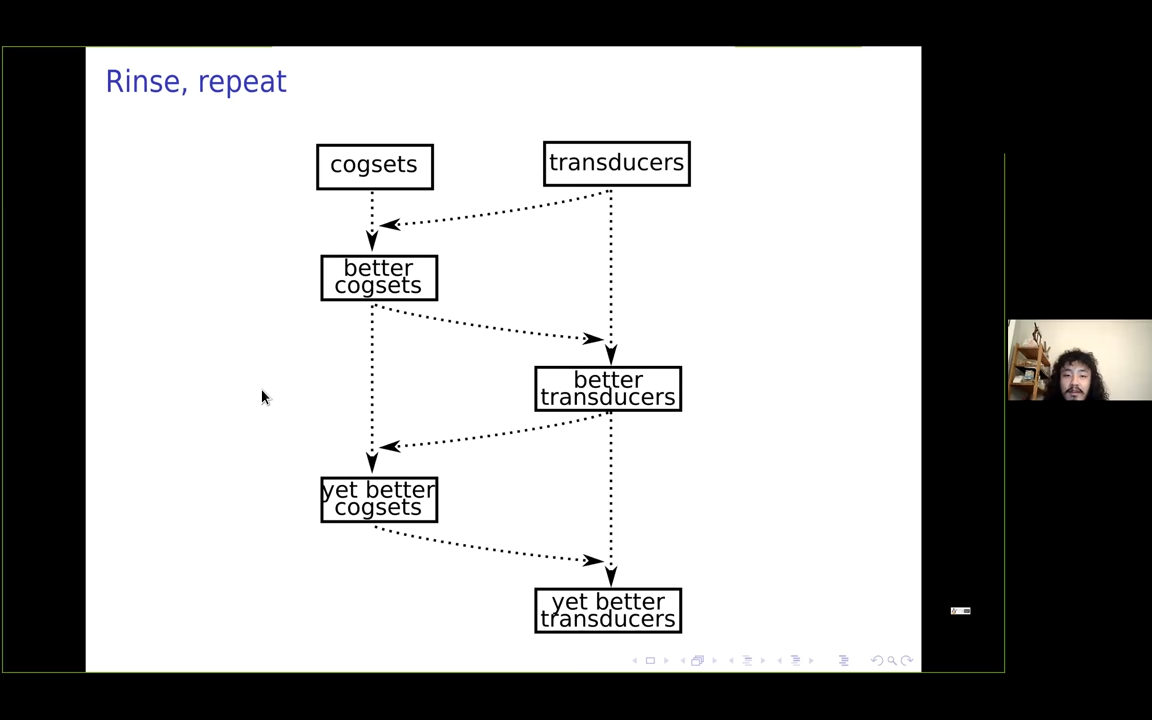 Rinse, repeat
cogsets
transducers
better
cogsets
better
transducers
yet better
cogsets
yet better
transducers